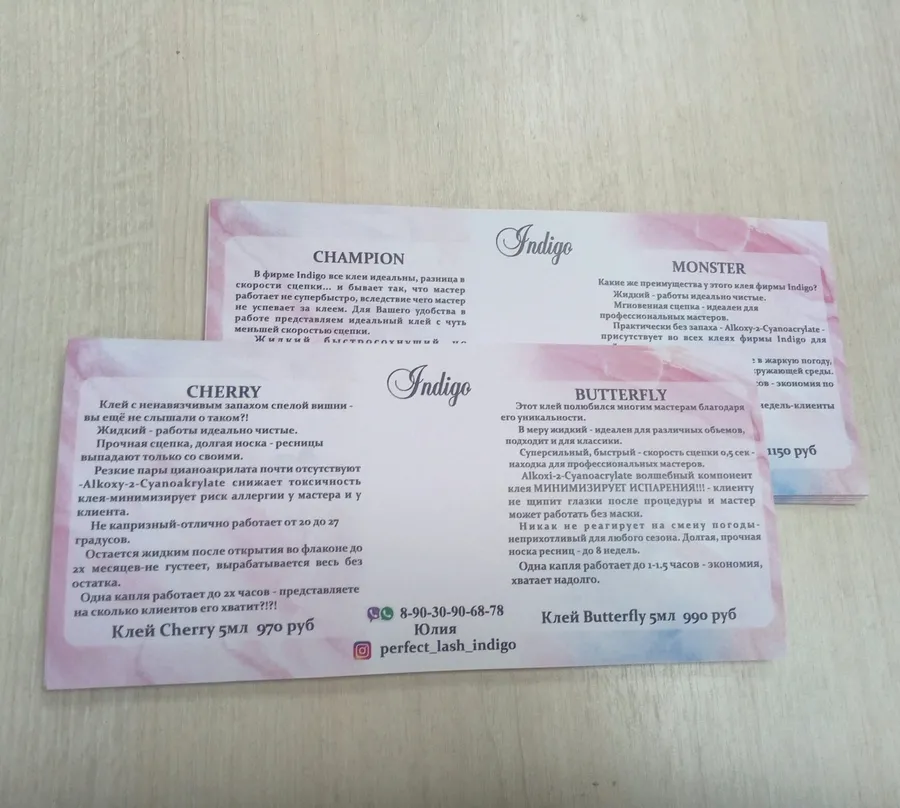 Indigo
CHAMPION
В фирме Indigo все клеи идеальны, разница в
скорости сцепки... и бывает так, что мастер
работает не супербыстро, вследствие чего мастер
не успевает за клеем. Для Вашего удобства в
работе представляем идеальный клей с чуть
меньшей скоростью сцепки.
Жидкий быстросохнущий
MONSTER
Какие же преимущества у этого клея фирмы Indigo?
Жидкий - работы идеально чистые.
Мгновенная сцепка - идеален для
профессиональных мастеров.
Практически без запаха - Alkoxy-2-Cyanoacrylate -
присутствует во всех клеях фирмы Indigo для
в жаркую погоду,
ружающей среды.
сов - экономия по
недель-клиенты
1150 руб
Indigo
CHERRY
Клей с ненавязчивым запахом спелой вишни -
вы ещё не слышали о таком?!
Жидкий - работы идеально чистые.
Прочная сцепка, долгая носка - ресницы
выпадают только со своими.
Резкие пары цианоакрилата почти отсутствуют
-Alkoxy-2-Cyanoakrylate снижает токсичность
клея-минимизирует риск аллергии у мастера и у
клиента.
Не капризный-отлично работает от 20 до 27
градусов.
Остается жидким после открытия во флаконе до
2х месяцев-не густеет, вырабатывается весь без
остатка.
Одна капля работает до 2х часов - представляете
на сколько клиентов его хватит?!?!
Клей Cherry 5мл 970 руб
BUTTERFLY
Этот клей полюбился многим мастерам благодаря
его уникальности.
В меру жидкий - идеален для различных объемов,
подходит и для классики.
Суперсильный, быстрый - скорость сцепки 0,5 сек -
находка для профессиональных мастеров.
Alkoxi-2-Cyanoacrylate волшебный компонент
клея МИНИМИЗИРУЕТ ИСПАРЕНИЯ!!! - клиенту
не щипит глазки после процедуры и мастер
может работать без маски.
Никак не реагирует на смену погоды-
неприхотливый для любого сезона. Долгая, прочная
носка ресниц - до 8 недель.
Одна капля работает до 1-1.5 часов - экономия,
хватает надолго.
Клей Butterfly 5мл 990 руб
8-90-30-90-68-78
Юлия
perfect_lash_indigo